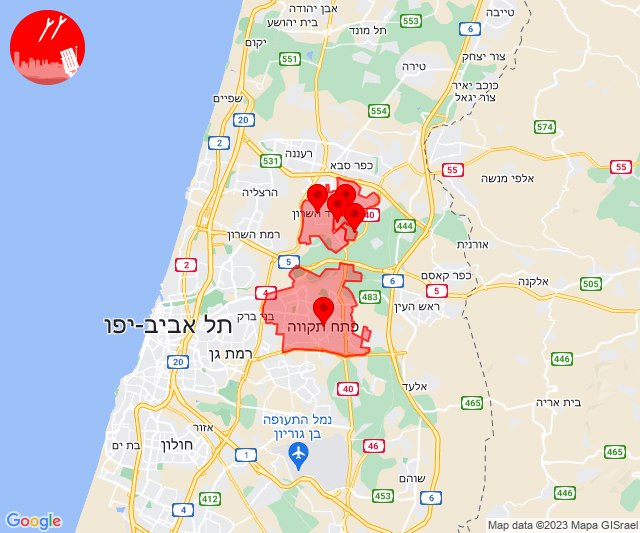 אבן יהודה
בית יהושע
טייבה
6
יקום
תל מונד
צור יצחק
551
טירה
כוכב יאיר
צור יגאל
שפיים
554
20
574
2
531
רעננה
כפר סבא
55
55
אלפי מנשה
הרצליה
הוד השרון
40
444
רמת השרון
אורנית
5
2
כפר קאסם
6
אלקנה
505
4
483
5
בני ברק
ראש העין
תל אביב-יפו
פתח תקווה
רמת גן
20
40
אלעד
465
465
בית אריה
נמל התעופה
בן גוריון
אזור
בת ים
חולון
46
1
446
שוהם
412
453
6
446
4
Google
Map data ©2023 Mapa GISrael